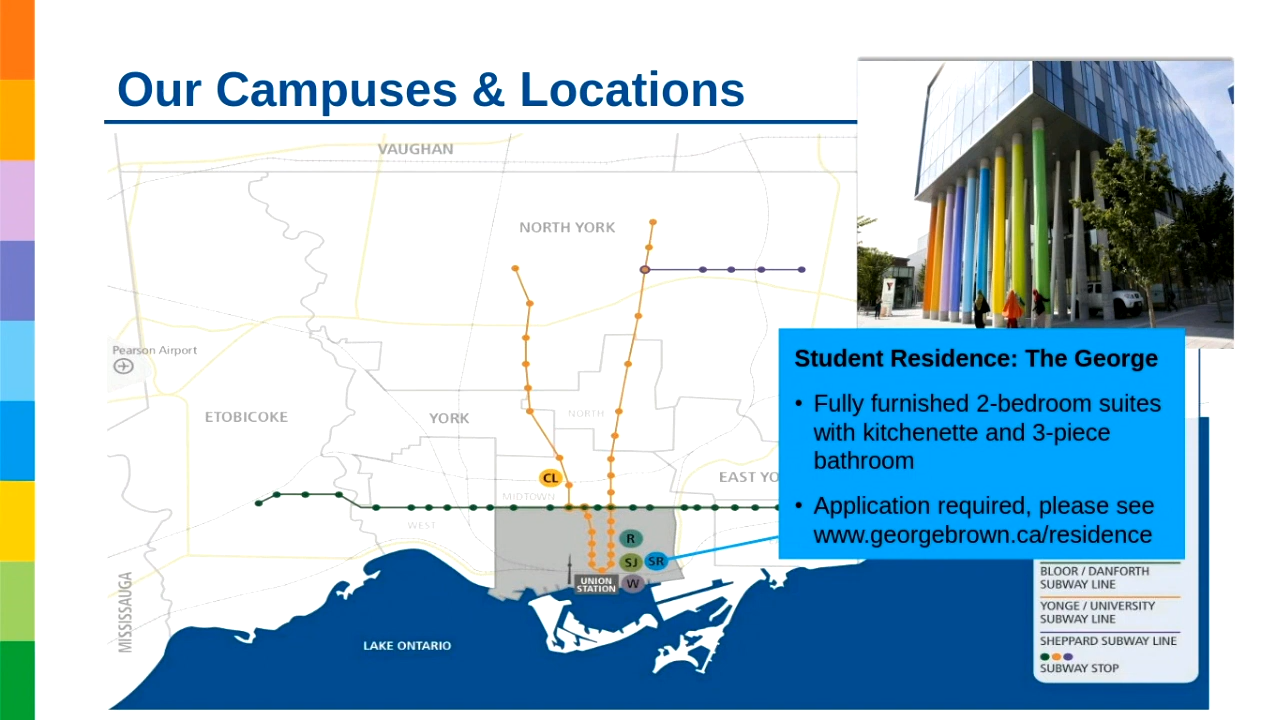 Our Campuses & Locations
VAUGHAN
NORTH YORK
Pearson Airport
ETOBICOKE
YORK
NORTH
EAST YO
CL
MIDTOWN
WEST
R
SJ
SR
W
UNION
STATION
MISSISSAUGA
LAKE ONTARIO
Student Residence: The George
• Fully furnished 2-bedroom suites
with kitchenette and 3-piece
bathroom
• Application required, please see
www.georgebrown.ca/residence
BLOOR / DANFORTH
SUBWAY LINE
YONGE / UNIVERSITY
SUBWAY LINE
SHEPPARD SUBWAY LINE
SUBWAY STOP